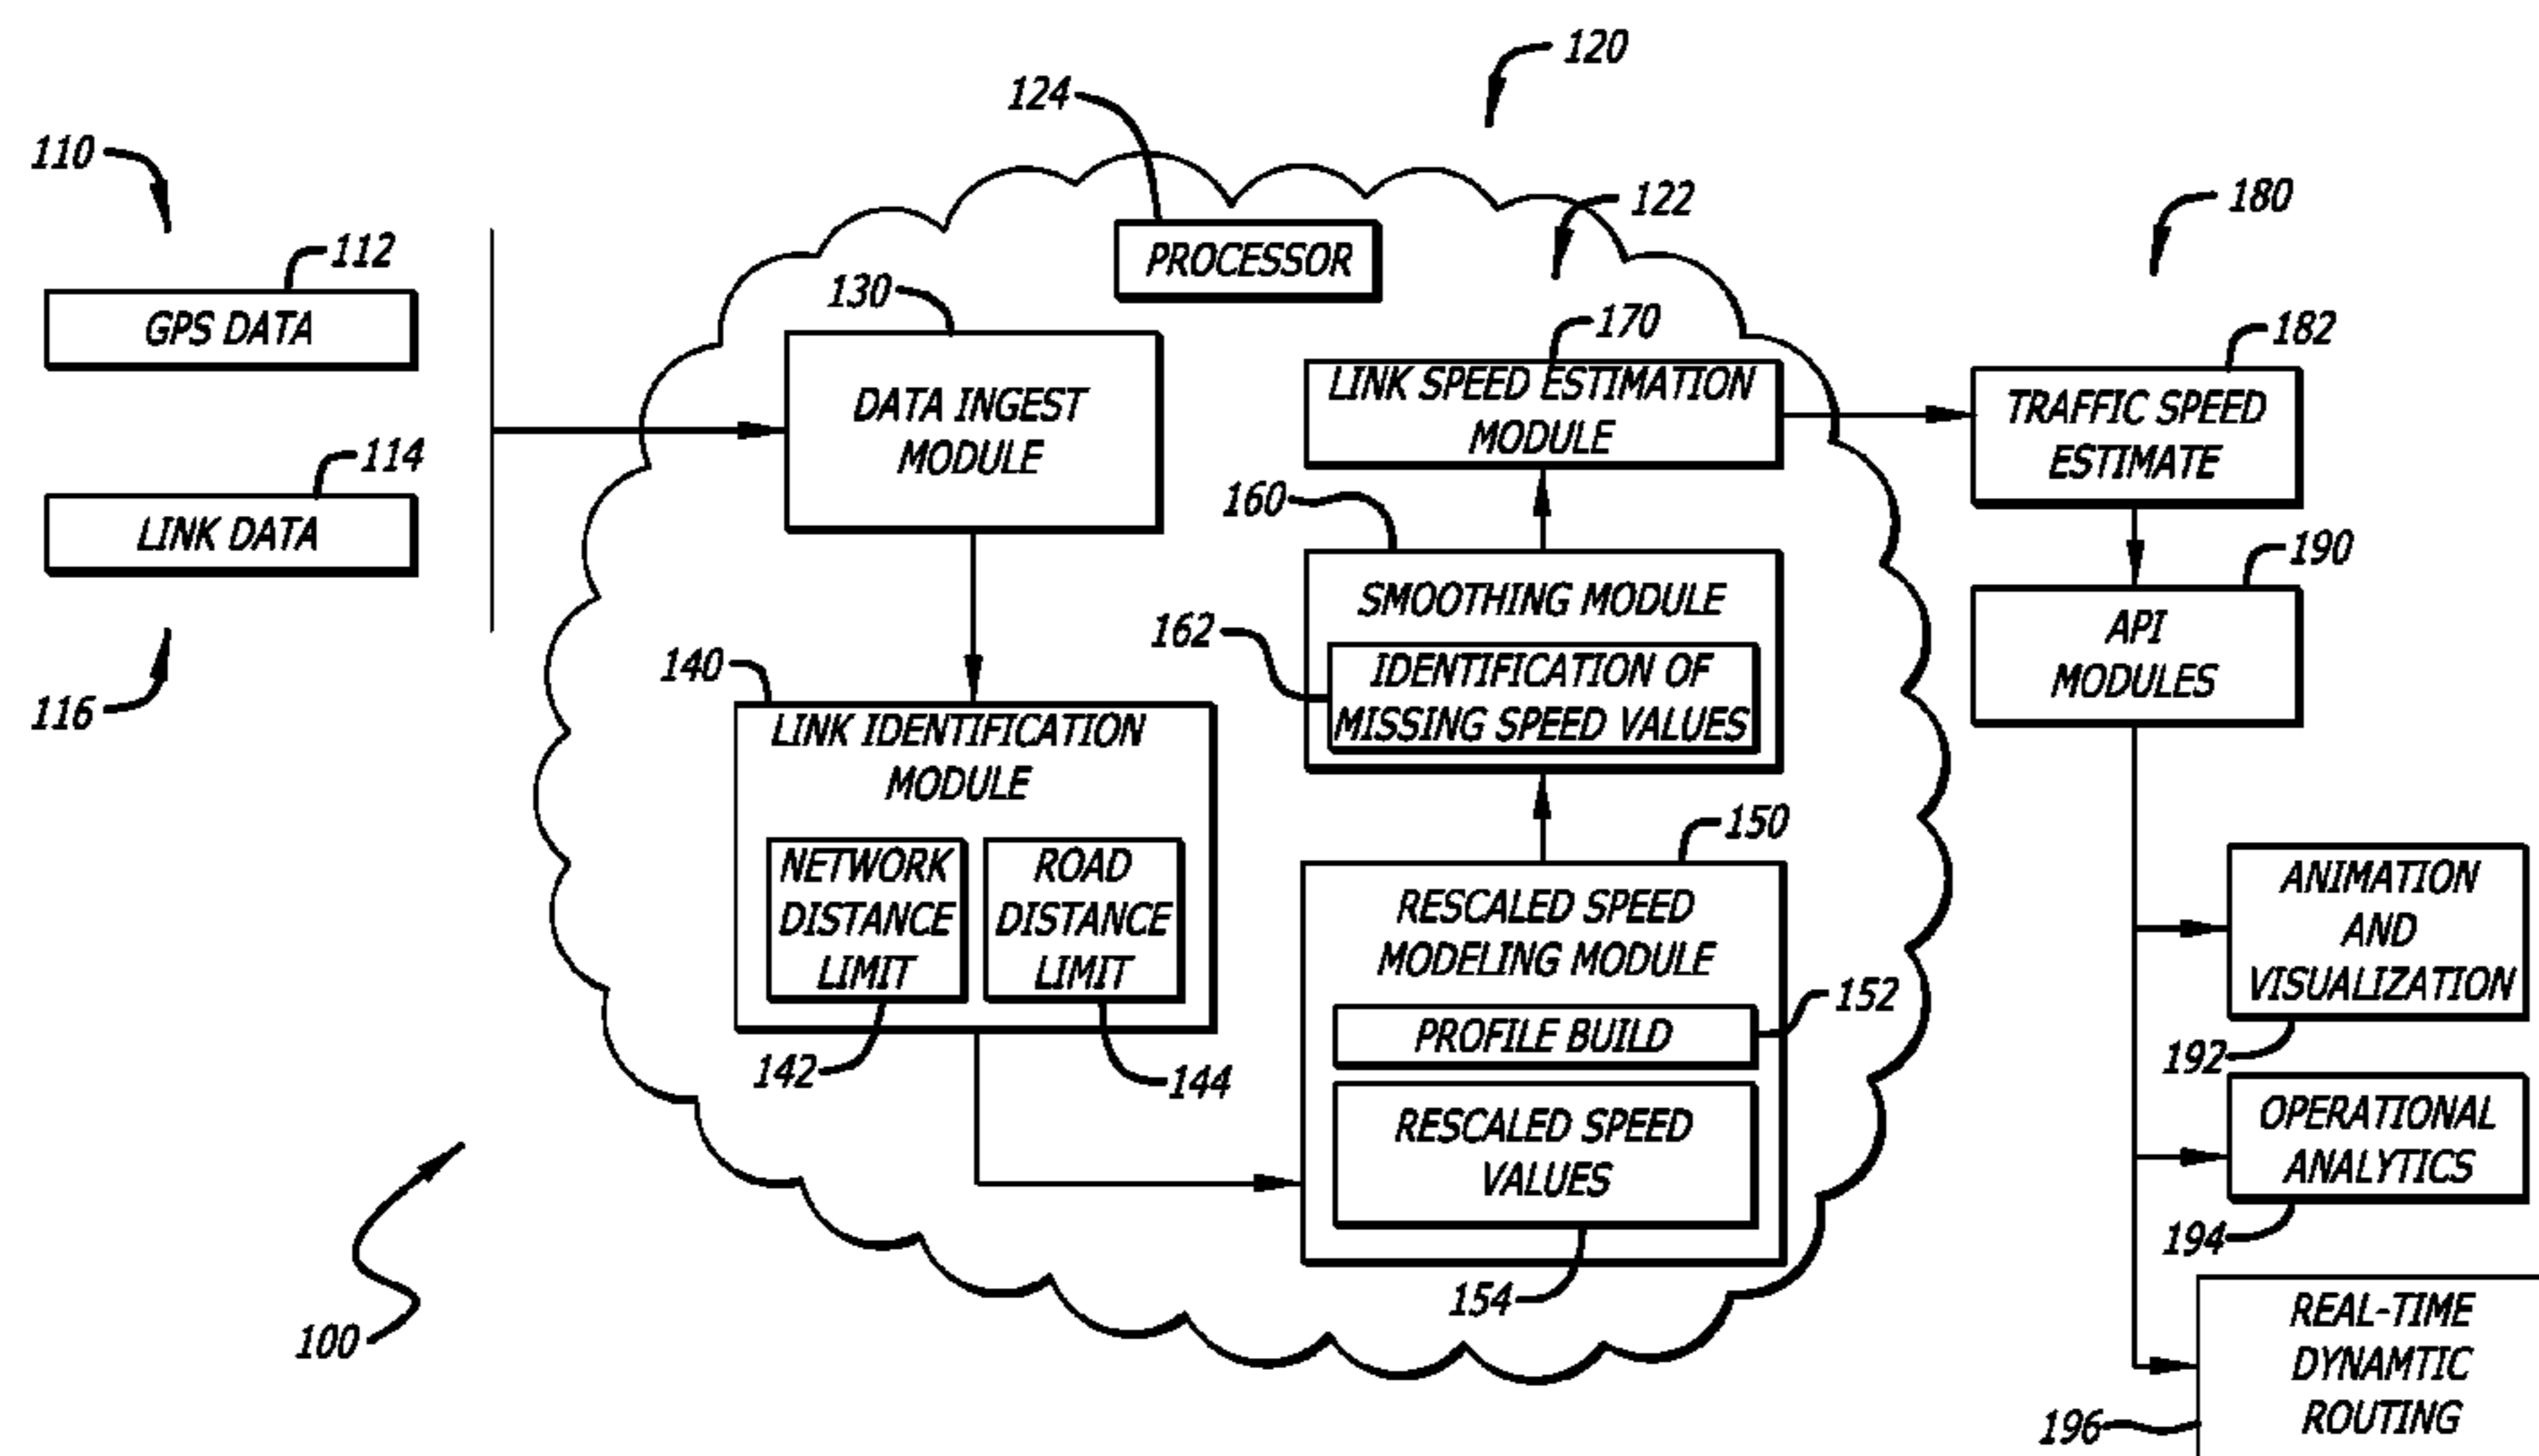 120
124
110
122
180
PROCESSOR
112
GPS DATA
130
170
182
DATA INGEST
MODULE
LINK SPEED ESTIMATION
MODULE
TRAFFIC SPEED
ESTIMATE
114
LINK DATA
160
190
SMOOTHING MODULE
162
IDENTIFICATION OF
MISSING SPEED VALUES
API
MODULES
116
140
LINK IDENTIFICATION
MODULE
NETWORK
DISTANCE
LIMIT
ROAD
DISTANCE
LIMIT
142
144
150
RESCALED SPEED
MODELING MODULE
152
PROFILE BUILD
RESCALED SPEED
VALUES
154
ANIMATION
AND
VISUALIZATION
192
OPERATIONAL
ANALYTICS
194
100
REAL-TIME
DYNAMTIC
ROUTING
196